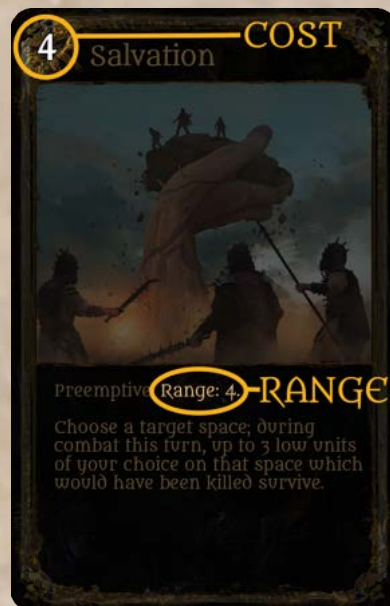 4 COST
Salvation
Preemptive. Range: 4. RANGE
Choose a target space; during
combat this turn, up to 3 low units
of your choice on that space which
would have been killed survive.